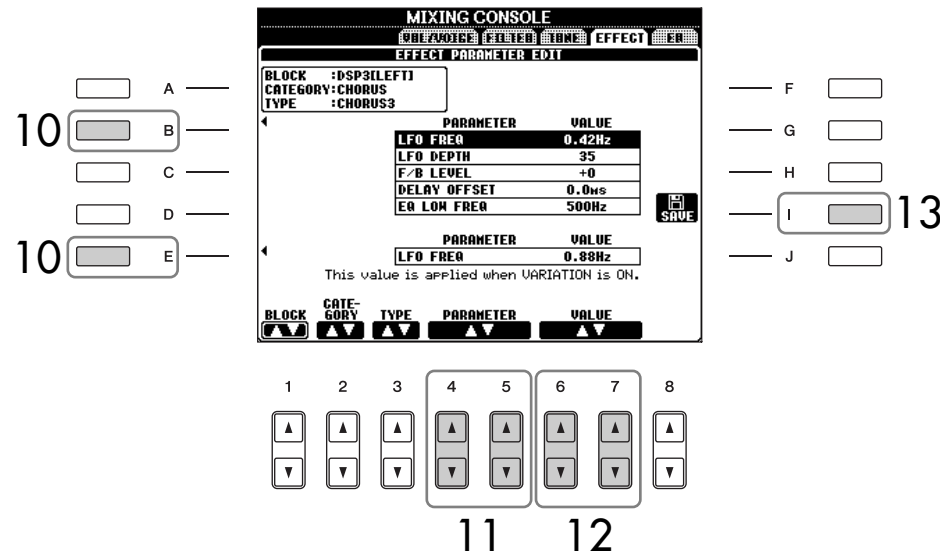 MIXING CONSOLE
VOL/VOICE FILTER TUNE EFFECT EQ
EFFECT PARAMETER EDIT
BLOCK :DSP3[LEFT]
CATEGORY:CHORUS
TYPE :CHORUS3
PARAMETER VALUE
LFO FREQ 0.42Hz
LFO DEPTH 35
F/B LEVEL +0
DELAY OFFSET 0.0ms
EQ LOW FREQ 500Hz
SAVE
PARAMETER VALUE
LFO FREQ 0.88Hz
This value is applied when VARIATION is ON.
BLOCK CATE-GORY TYPE PARAMETER VALUE
A
10 B
C
D
10 E
F
G
H
I 13
J
1 2 3 4 5 6 7 8
11 12